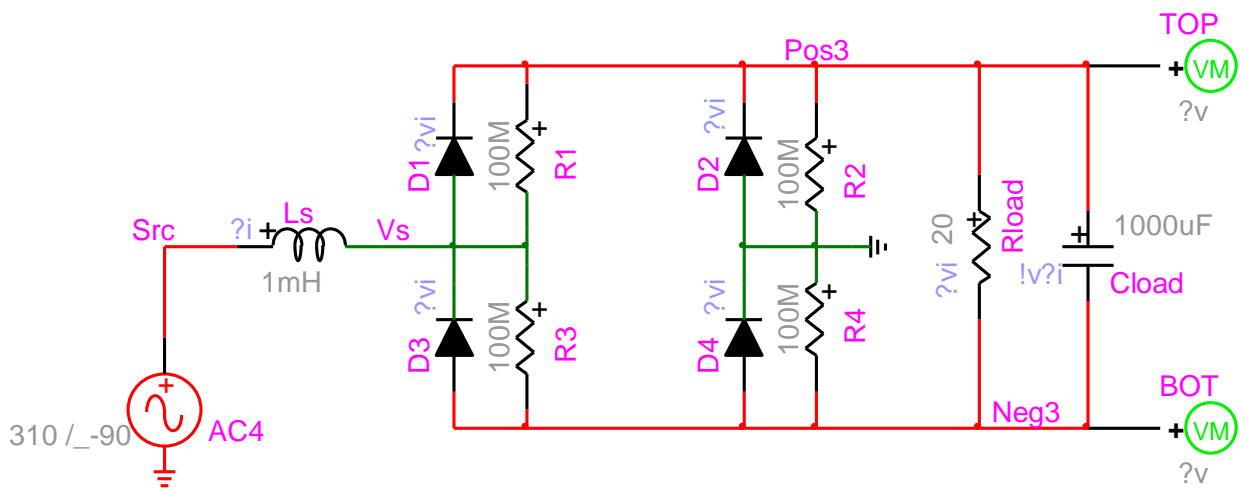 TOP
VM
?v
Pos3
?vi
D1
100M
R1
?vi
D2
100M
R2
Src
?i
Ls
1mH
Vs
?vi
20
Rload
1000uF
!v?i
Cload
?vi
D3
100M
R3
?vi
D4
100M
R4
310 /_-90
AC4
Neg3
BOT
VM
?v